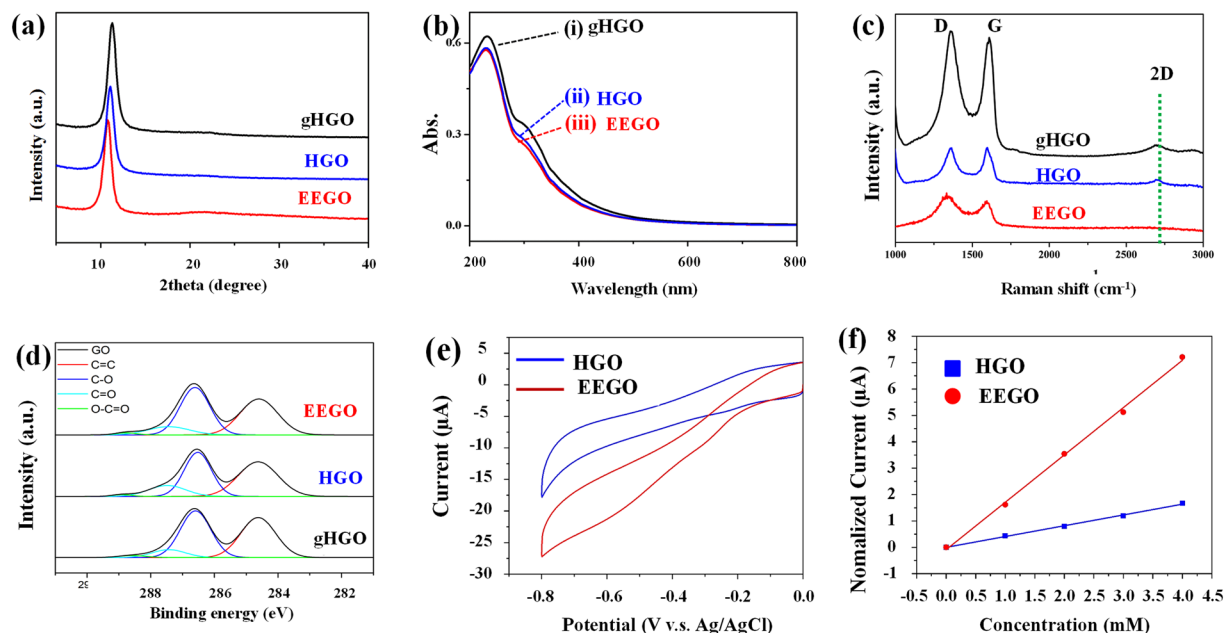 (a)
Intensity (a.u.)
gHGO
HGO
EEGO
10 20 30 40
2theta (degree)
(b)
Abs.
0.6
0.3
0.0
(i) gHGO
(ii) HGO
(iii) EEGO
200 400 600 800
Wavelength (nm)
(c)
Intensity (a.u.)
D G
2D
gHGO
HGO
EEGO
1000 1500 2000 2500 3000
Raman shift (cm-1)
(d)
GO
C=C
C-O
C=O
O-C=O
Intensity (a.u.)
EEGO
HGO
gHGO
288 286 284 282
Binding energy (eV)
(e)
HGO
EEGO
Current (μA)
5
0
-5
-10
-15
-20
-25
-30
-0.8 -0.6 -0.4 -0.2 0.0
Potential (V v.s. Ag/AgCl)
(f)
HGO
EEGO
Nomalized Current (μA)
8
7
6
5
4
3
2
1
0
-1
-0.5 0.0 0.5 1.0 1.5 2.0 2.5 3.0 3.5 4.0 4.5
Concentration (mM)